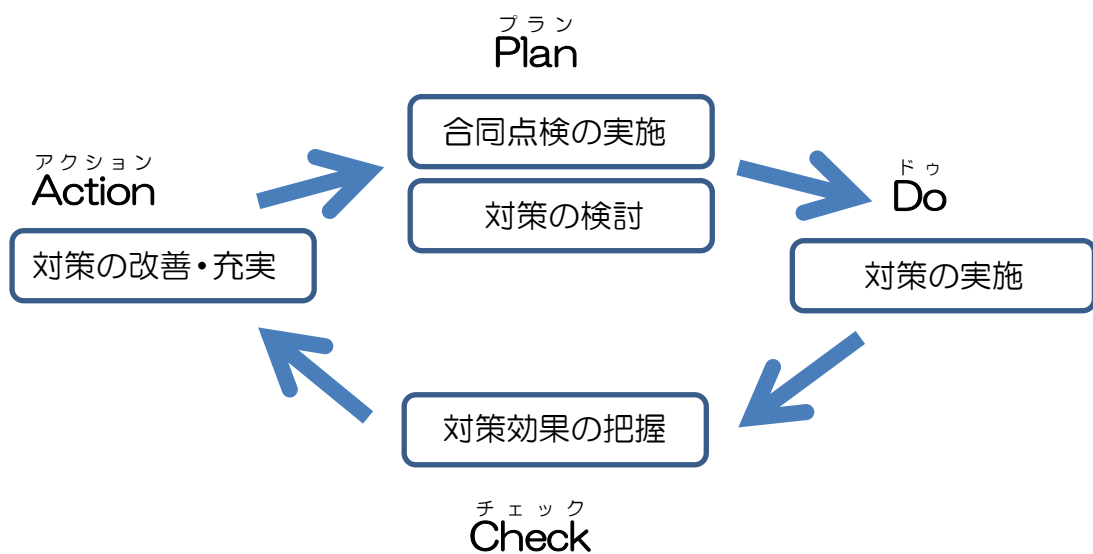 プラン
Plan
合同点検の実施
対策の検討
アクション
Action
対策の改善・充実
ドゥ
Do
対策の実施
対策効果の把握
チェック
Check